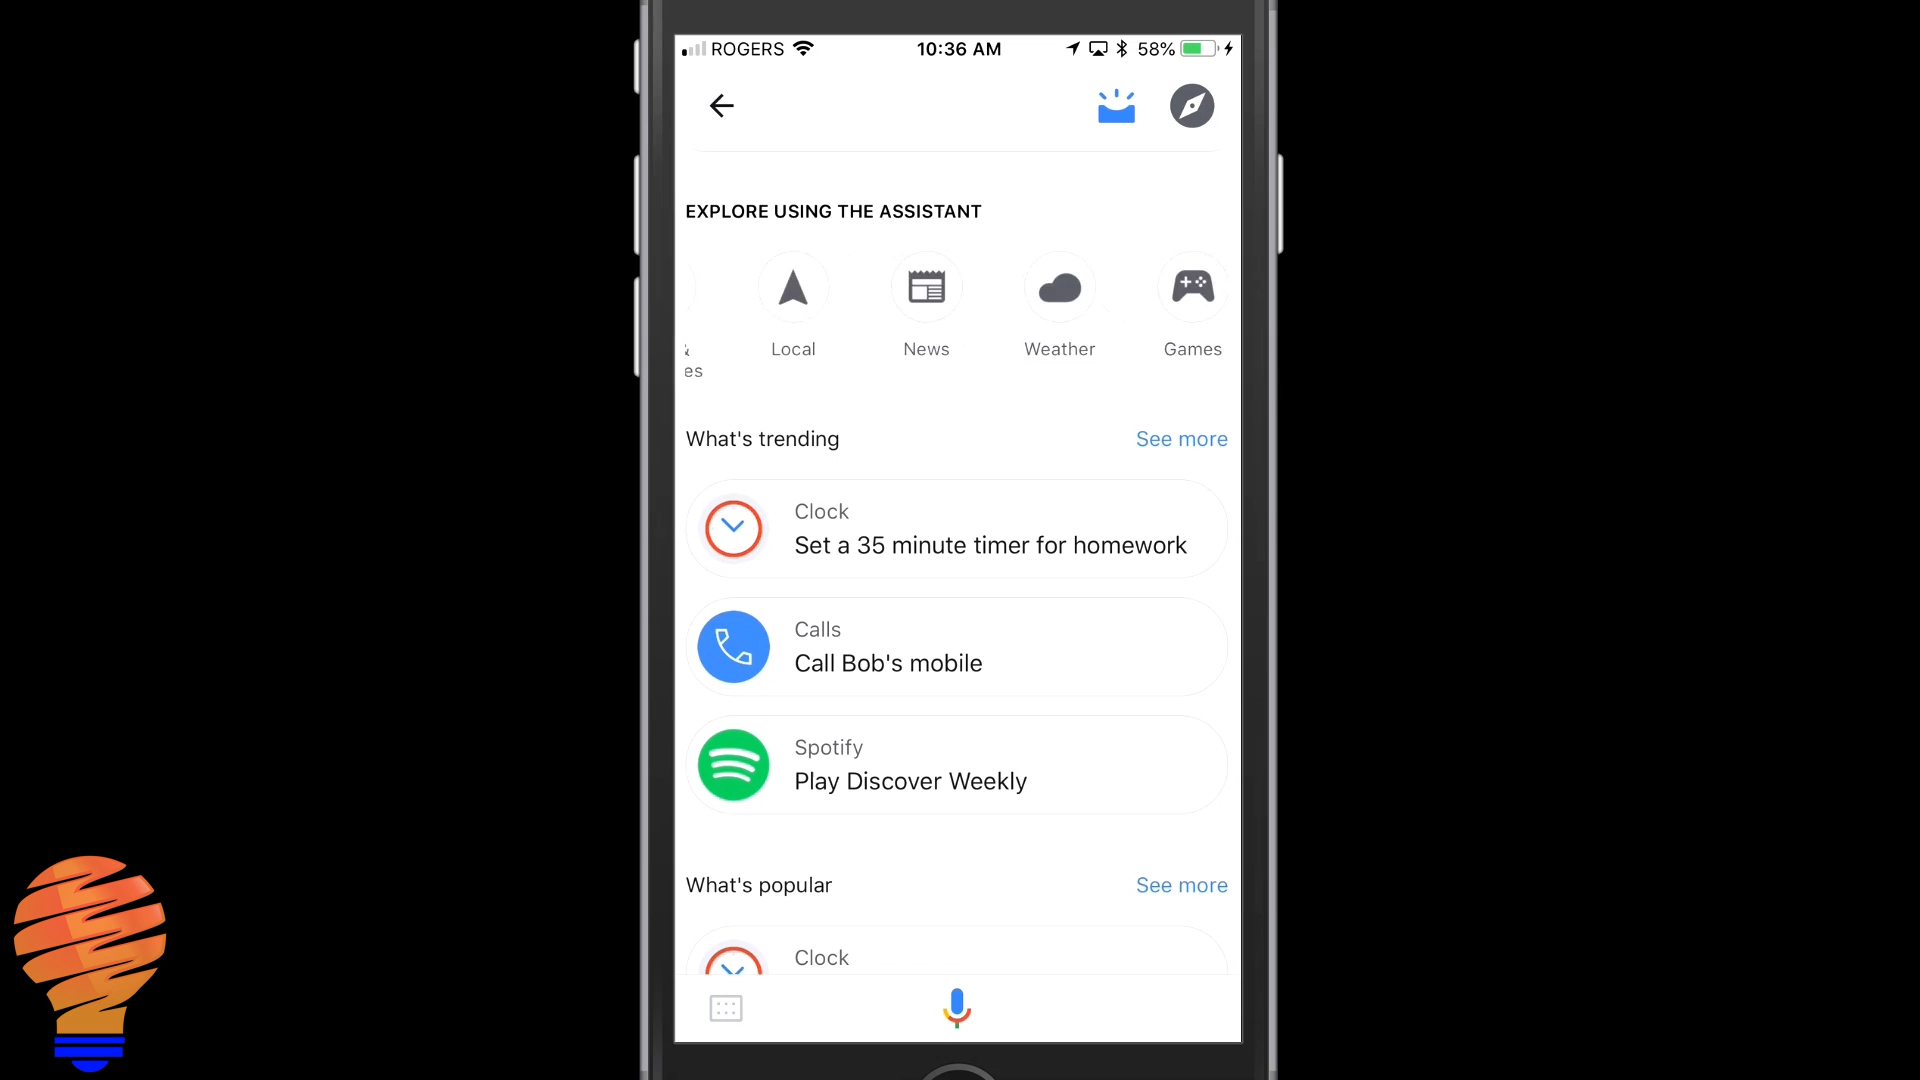 ROGERS 10:36 AM 58%
EXPLORE USING THE ASSISTANT
Local News Weather Games
&
es
What's trending See more
Clock
Set a 35 minute timer for homework
Calls
Call Bob's mobile
Spotify
Play Discover Weekly
What's popular See more
Clock